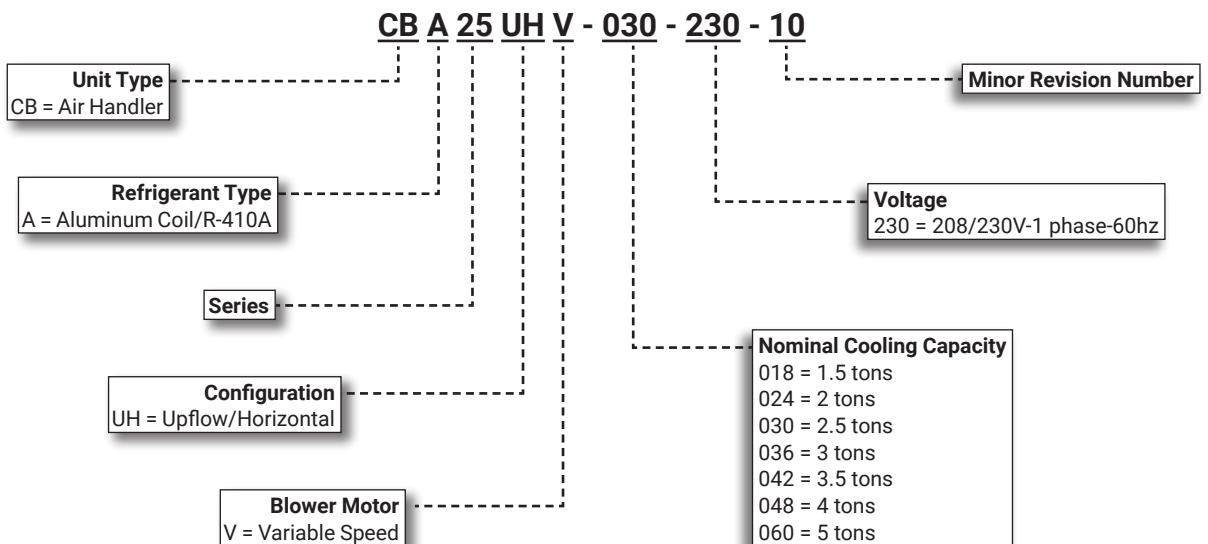 CB A 25 UH V - 030 - 230 - 10
Unit Type
CB = Air Handler
Minor Revision Number
Refrigerant Type
A = Aluminum Coil/R-410A
Voltage
230 = 208/230V-1 phase-60hz
Series
Nominal Cooling Capacity
018 = 1.5 tons
024 = 2 tons
030 = 2.5 tons
036 = 3 tons
042 = 3.5 tons
048 = 4 tons
060 = 5 tons
Configuration
UH = Upflow/Horizontal
Blower Motor
V = Variable Speed